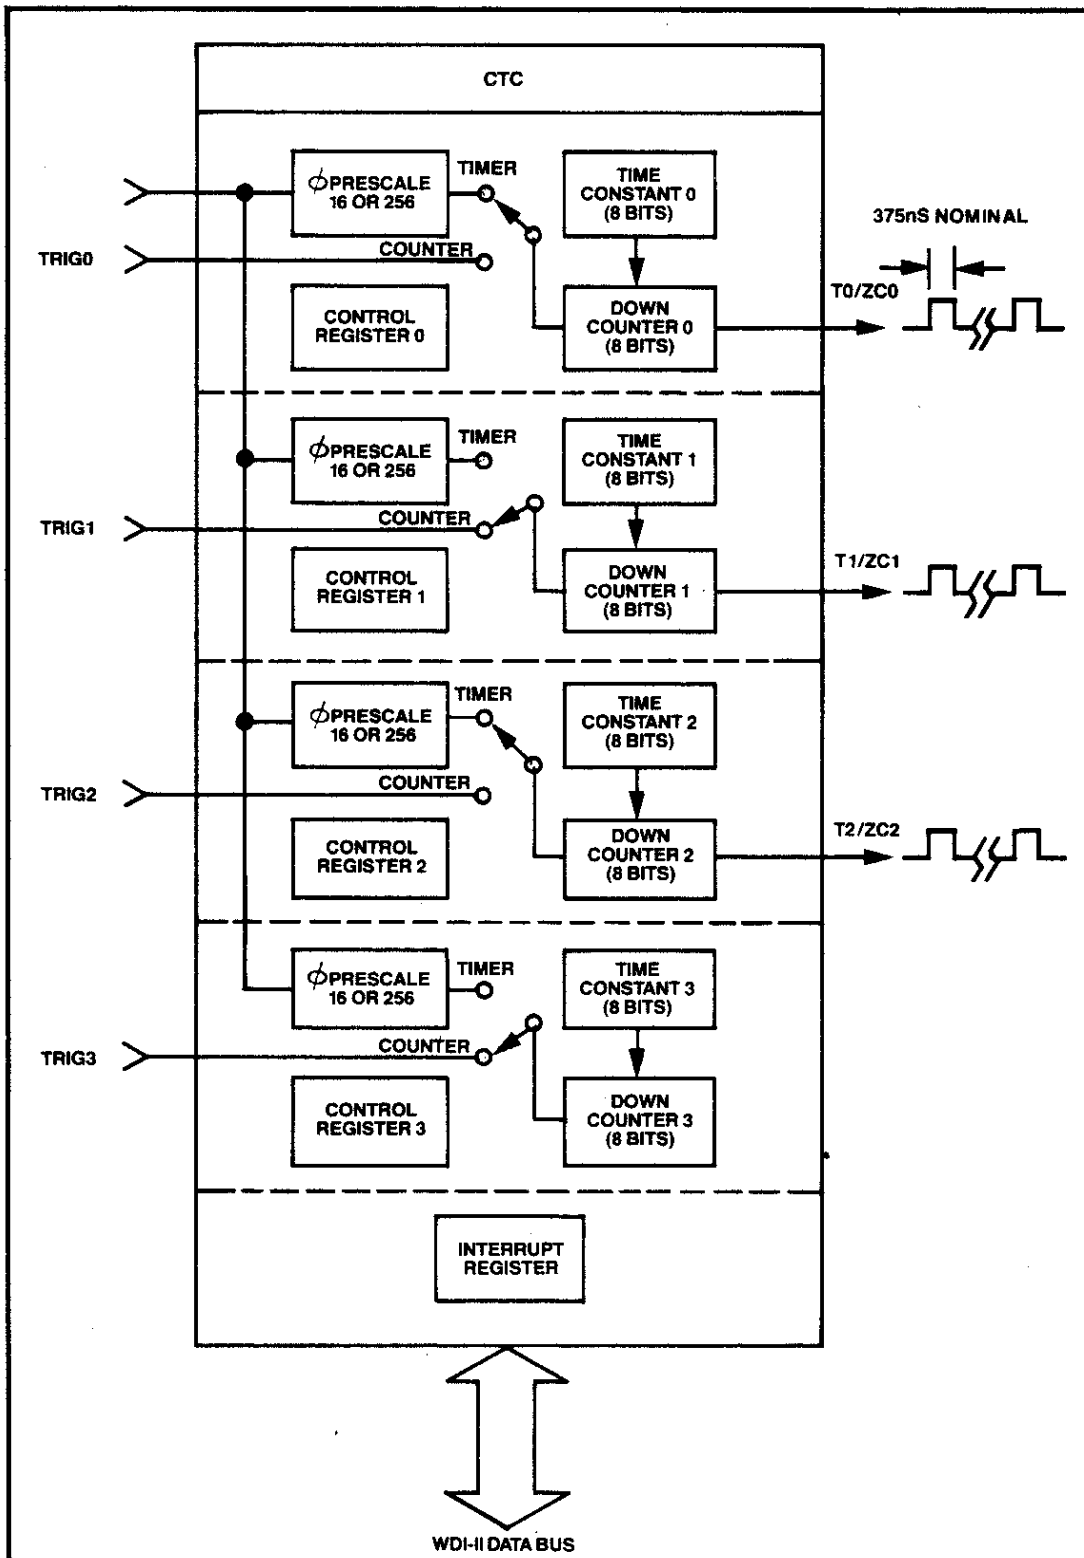 CTC
ϕ PRESCALE
16 OR 256
TIMER
TIME
CONSTANT 0
(8 BITS)
375nS NOMINAL
TRIG0
COUNTER
T0/ZC0
CONTROL
REGISTER 0
DOWN
COUNTER 0
(8 BITS)
ϕ PRESCALE
16 OR 256
TIMER
TIME
CONSTANT 1
(8 BITS)
TRIG1
COUNTER
T1/ZC1
CONTROL
REGISTER 1
DOWN
COUNTER 1
(8 BITS)
ϕ PRESCALE
16 OR 256
TIMER
TIME
CONSTANT 2
(8 BITS)
TRIG2
COUNTER
T2/ZC2
CONTROL
REGISTER 2
DOWN
COUNTER 2
(8 BITS)
ϕ PRESCALE
16 OR 256
TIMER
TIME
CONSTANT 3
(8 BITS)
TRIG3
COUNTER
CONTROL
REGISTER 3
DOWN
COUNTER 3
(8 BITS)
INTERRUPT
REGISTER
WDI-II DATA BUS